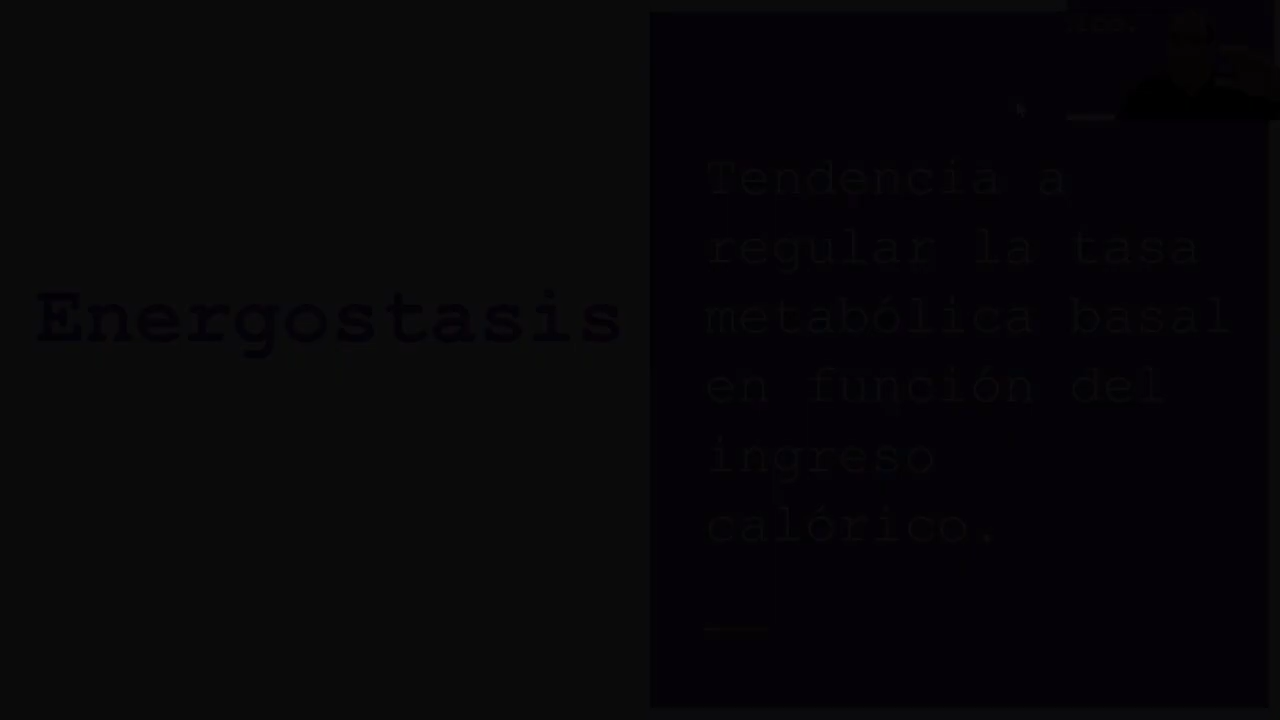 Energostasis
Tendencia a
regular la tasa
metabólica basal
en función del
ingreso
calórico.